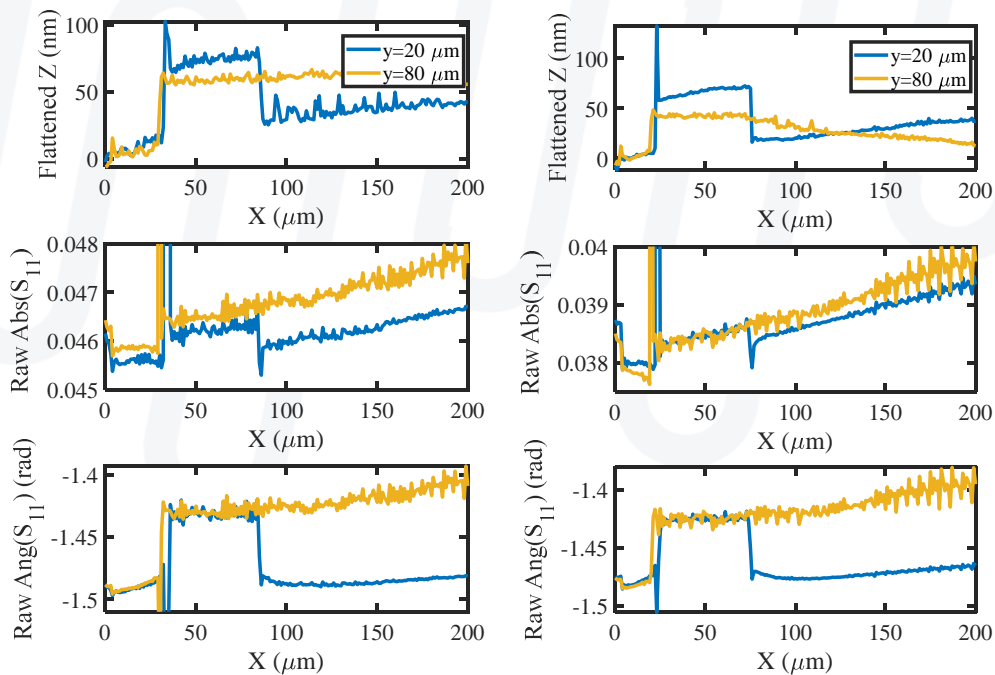 Flattened Z (nm)
100
50
0
y=20 μm
y=80 μm
0 50 100 150 200
X (μm)
Flattened Z (nm)
100
50
0
y=20 μm
y=80 μm
0 50 100 150 200
X (μm)
Raw Abs(S11)
0.048
0.047
0.046
0.045
0 50 100 150 200
X (μm)
Raw Abs(S11)
0.04
0.039
0.038
0 50 100 150 200
X (μm)
Raw Ang(S11) (rad)
-1.4
-1.45
-1.5
0 50 100 150 200
X (μm)
Raw Ang(S11) (rad)
-1.4
-1.45
-1.5
0 50 100 150 200
X (μm)